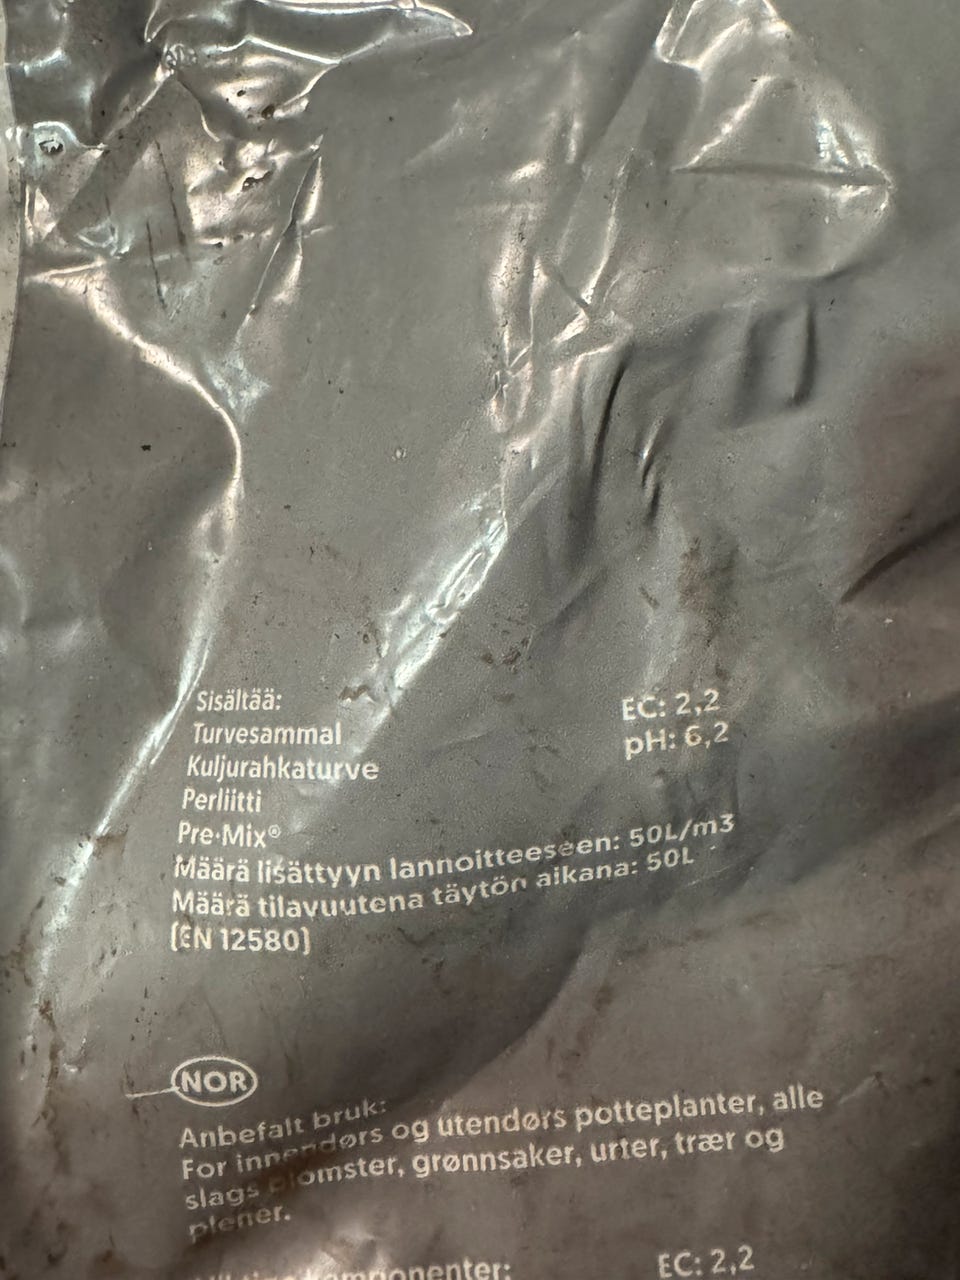 Sisältää:
Turvesammal
Kuljurahkaturve
Perliitti
Pre•Mix®
EC: 2,2
pH: 6,2
Määrä lisättyyn lannoitteeseen: 50L/m3
Määrä tilavuutena täytön aikana: 50L
(EN 12580)
NOR
Anbefalt bruk:
For innendørs og utendørs potteplanter, alle
slags blomster, grønnsaker, urter, trær og
plener.
komponenter:
EC: 2,2